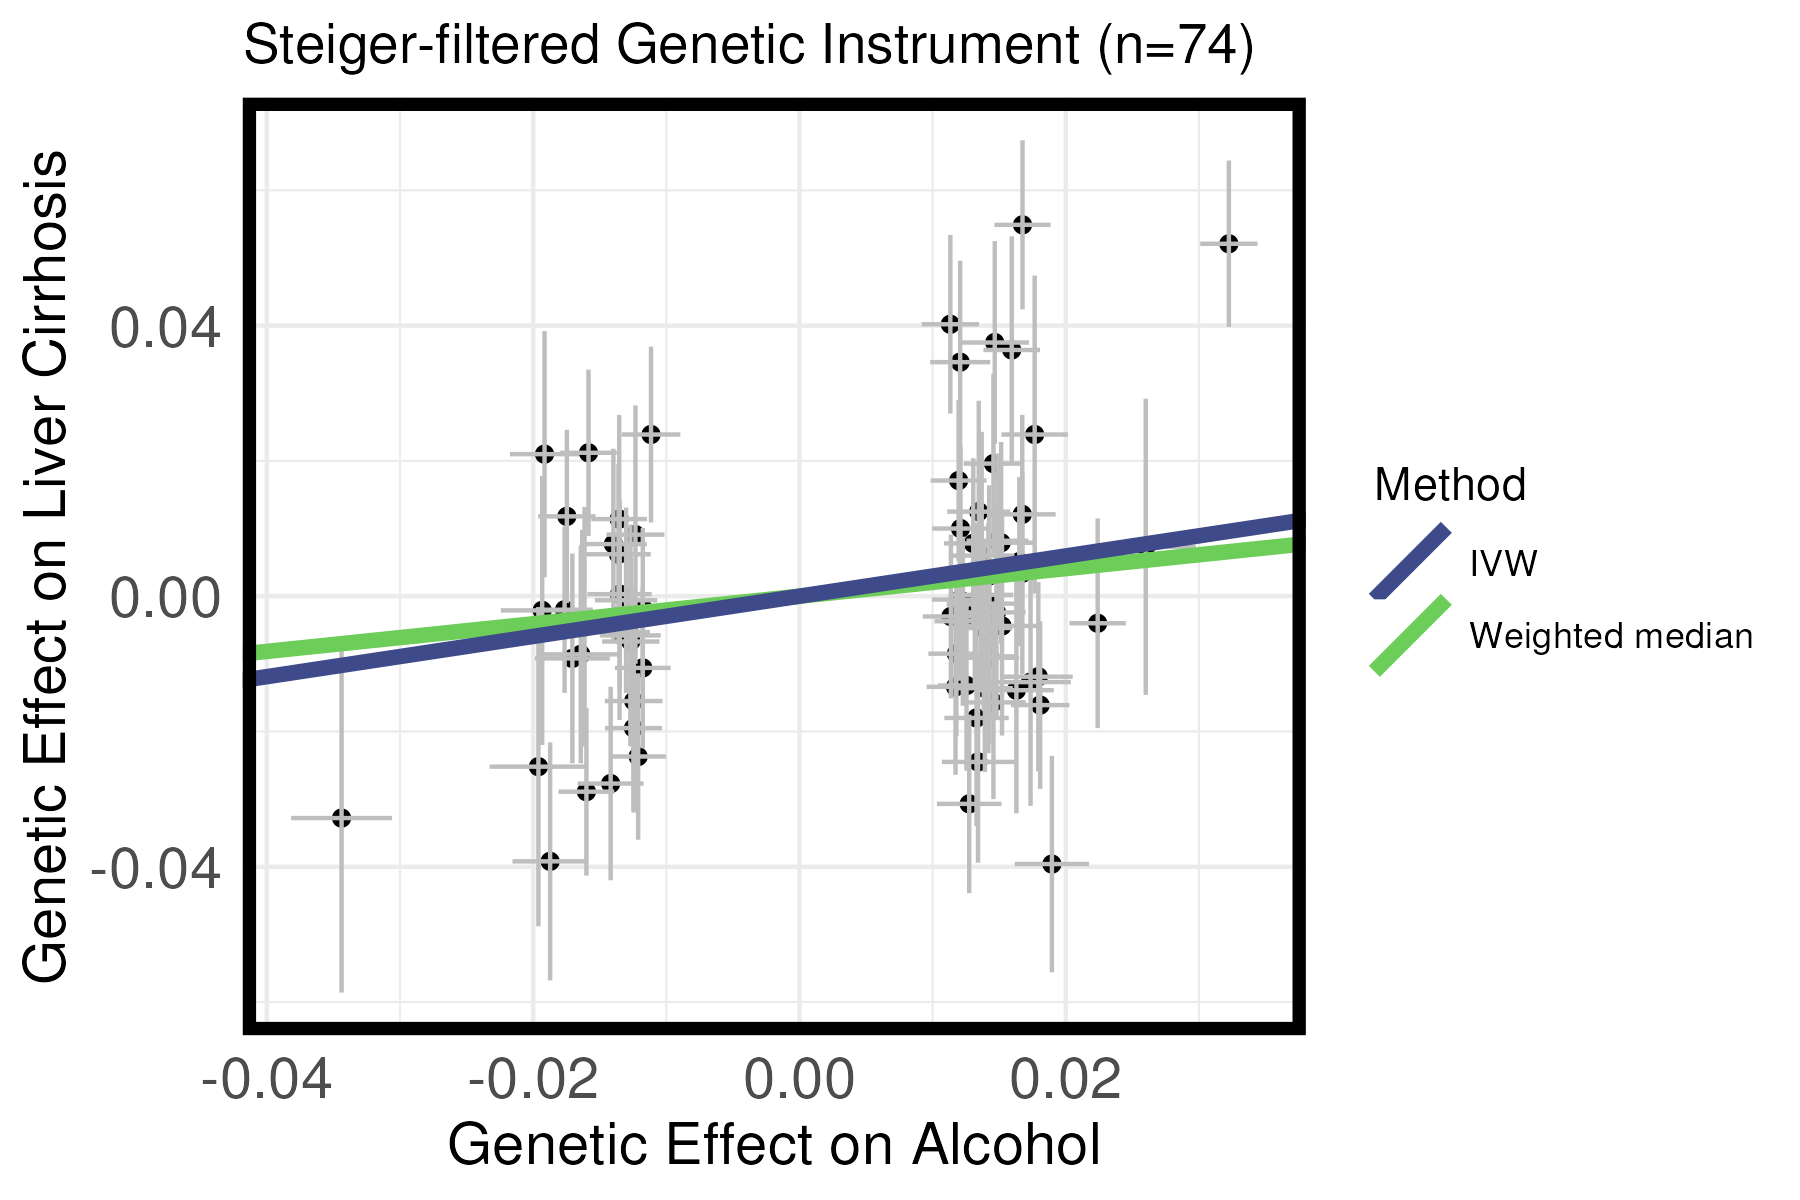 Steiger-filtered Genetic Instrument (n=74)
Genetic Effect on Liver Cirrhosis
0.04
0.00
-0.04
-0.04
-0.02
0.00
0.02
Genetic Effect on Alcohol
Method
IVW
Weighted median